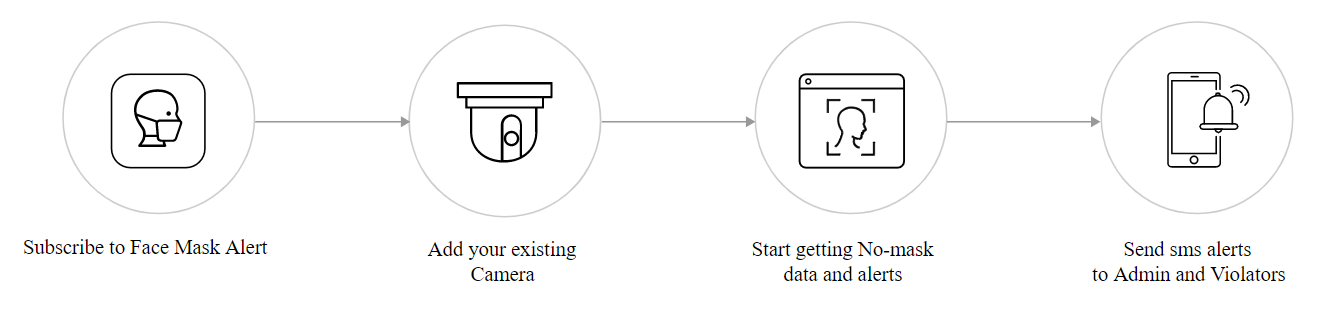 Subscribe to Face Mask Alert
Add your existing
Camera
Start getting No-mask
data and alerts
Send sms alerts
to Admin and Violators